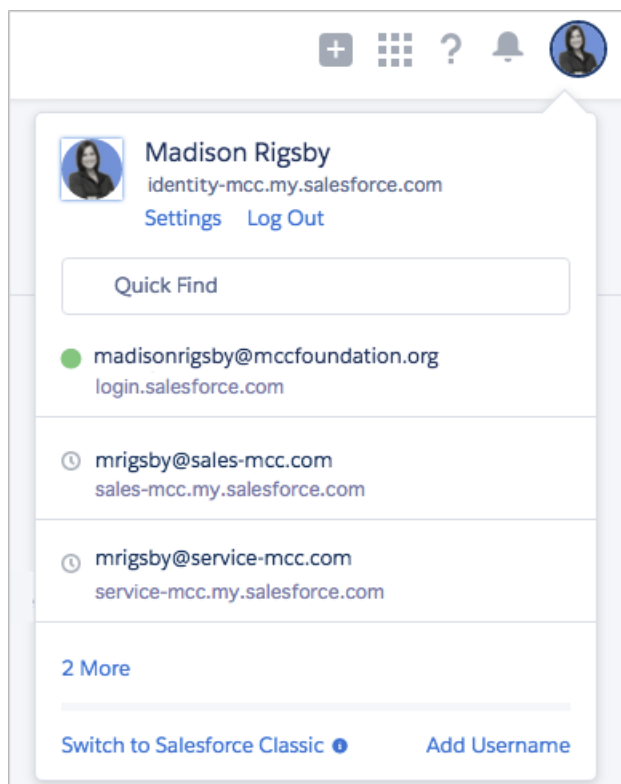 Madison Rigsby
identity-mcc.my.salesforce.com
Settings Log Out
Quick Find
madisonrigsby@mccfoundation.org
login.salesforce.com
mrigsby@sales-mcc.com
sales-mcc.my.salesforce.com
mrigsby@service-mcc.com
service-mcc.my.salesforce.com
2 More
Switch to Salesforce Classic Add Username